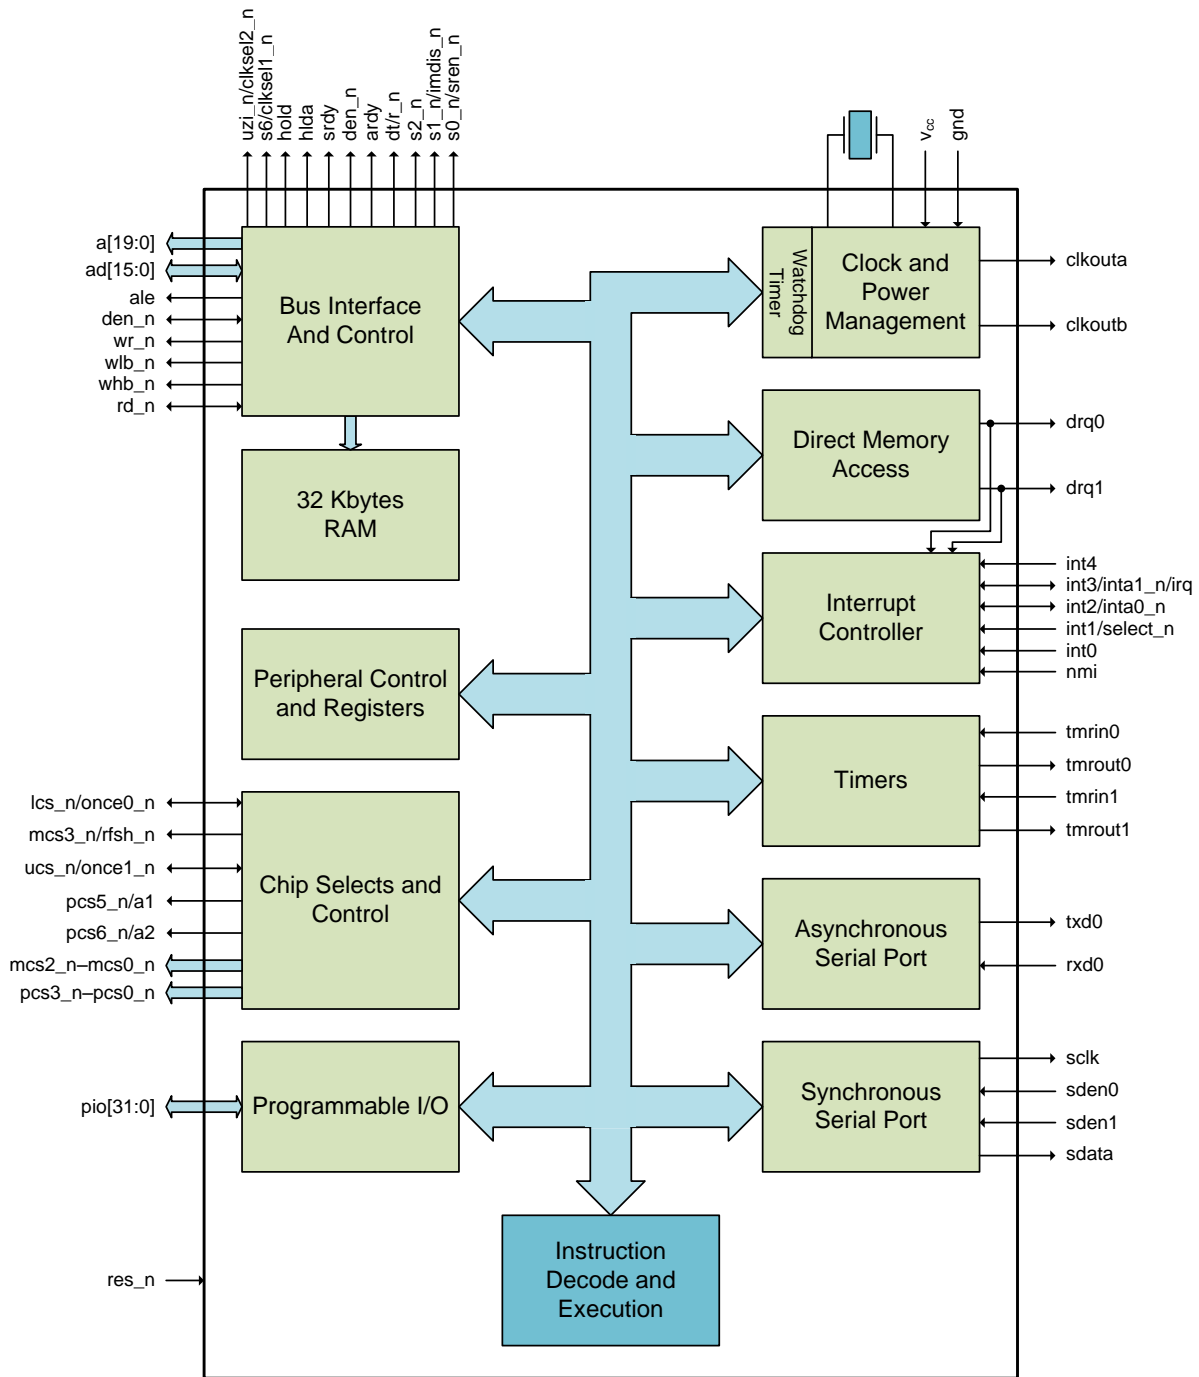 uzi_n/clksel2_n
s6/clksel1_n
hold
hlda
srdy
den_n
ardy
dt/r_n
s2_n
s1_n/imdis_n
s0_n/sren_n
vcc
gnd
a[19:0]
ad[15:0]
ale
den_n
wr_n
wlb_n
whb_n
rd_n
Bus Interface
And Control
Watchdog
Timer
Clock and
Power
Management
clkouta
clkoutb
32 Kbytes
RAM
Direct Memory
Access
drq0
drq1
Interrupt
Controller
int4
int3/inta1_n/irq
int2/inta0_n
int1/select_n
int0
nmi
Peripheral Control
and Registers
Timers
tmrin0
tmrout0
tmrin1
tmrout1
lcs_n/once0_n
mcs3_n/rfsh_n
ucs_n/once1_n
pcs5_n/a1
pcs6_n/a2
mcs2_n–mcs0_n
pcs3_n–pcs0_n
Chip Selects and
Control
Asynchronous
Serial Port
txd0
rxd0
pio[31:0]
Programmable I/O
Synchronous
Serial Port
sclk
sden0
sden1
sdata
Instruction
Decode and
Execution
res_n